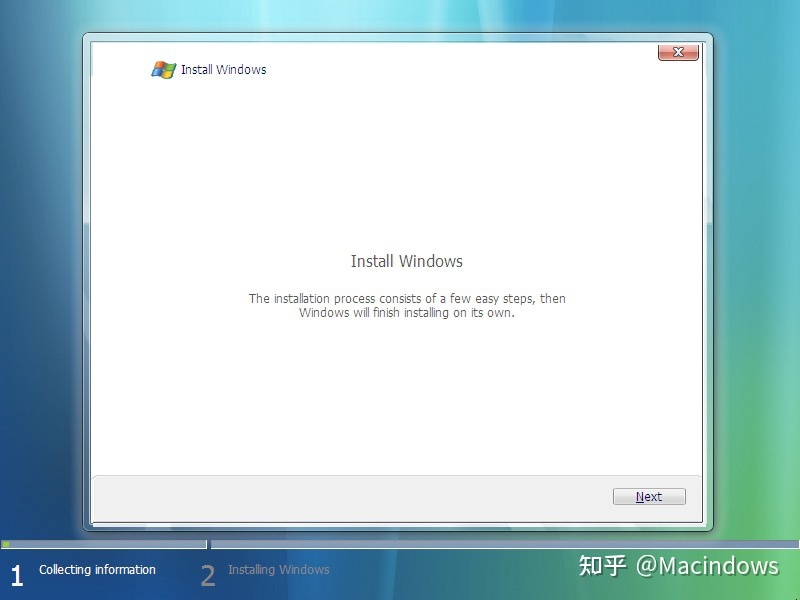 Install Windows
Install Windows
The installation process consists of a few easy steps, then
Windows will finish installing on its own.
Next
1 Collecting information
2 Installing Windows
知乎 @Macindows